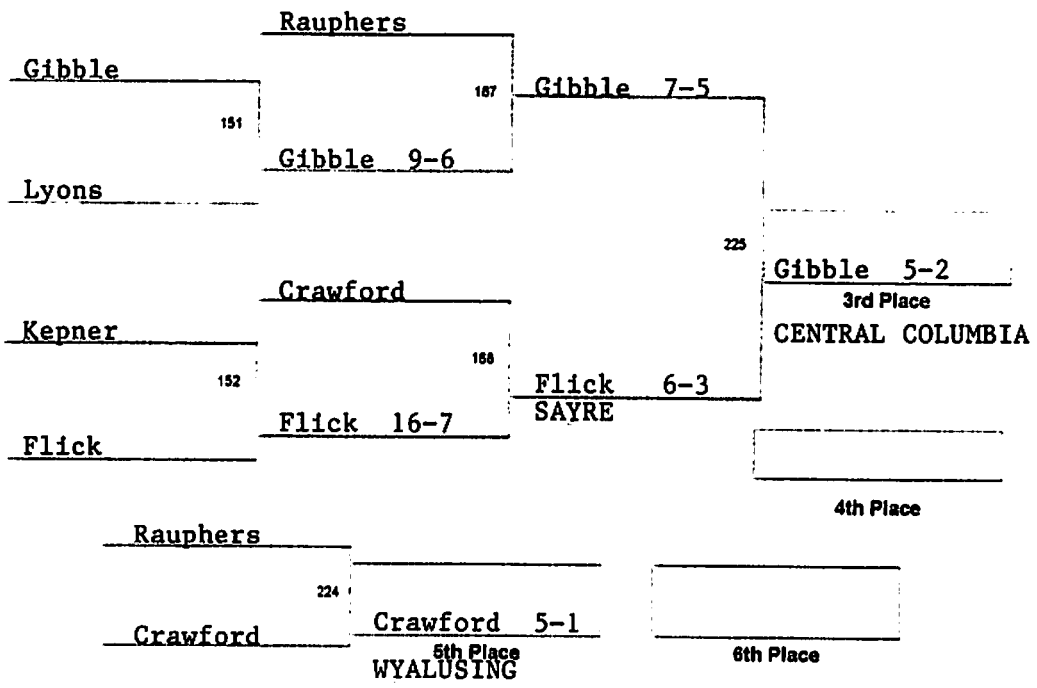 Rauphers
Gibble
187 Gibble 7-5
151
Gibble 9-6
Lyons
225
Gibble 5-2
Crawford
3rd Place
Kepner
CENTRAL COLUMBIA
168
152
Flick 6-3
SAYRE
Flick 16-7
Flick
4th Place
Rauphers
224
Crawford 5-1
Crawford
5th Place
6th Place
WYALUSING